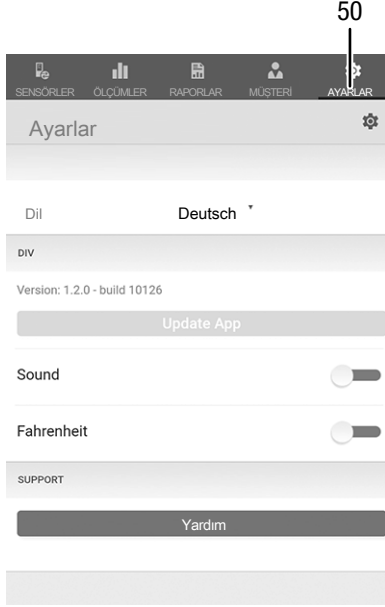 50
SENSÖRLER ÖLÇÜMLER RAPORLAR MÜŞTERİ AYARLAR
Ayarlar
Dil Deutsch
DIV
Version: 1.2.0 - build 10126
Update App
Sound
Fahrenheit
SUPPORT
Yardım